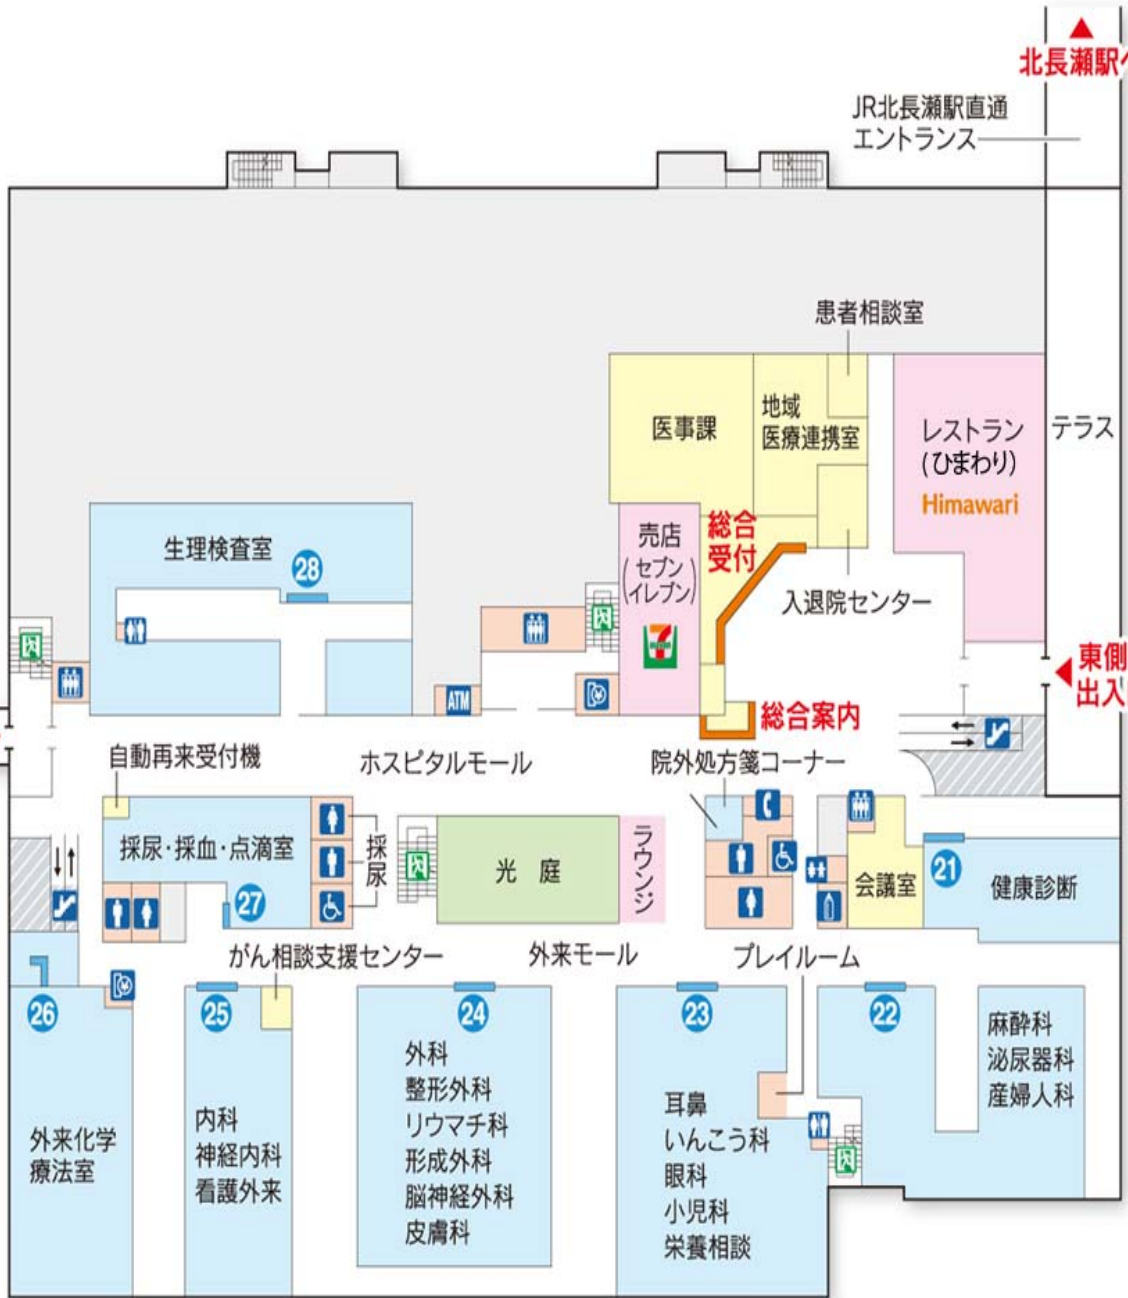 北長瀬駅へ
JR北長瀬駅直通
エントランス
患者相談室
医事課
地域
医療連携室
レストラン
(ひまわり)
Himawari
テラス
生理検査室
28
売店
(セブン
イレブン)
7
総合
受付
入退院センター
東側
出入
ATM
総合案内
自動再来受付機
ホスピタルモール
院外処方箋コーナー
採尿・採血・点滴室
27
採尿
光庭
ラウンジ
会議室
21
健康診断
がん相談支援センター
外来モール
プレイルーム
26
外来化学
療法室
25
内科
神経内科
看護外来
24
外科
整形外科
リウマチ科
形成外科
脳神経外科
皮膚科
23
耳鼻
いんこう科
眼科
小児科
栄養相談
22
麻酔科
泌尿器科
産婦人科